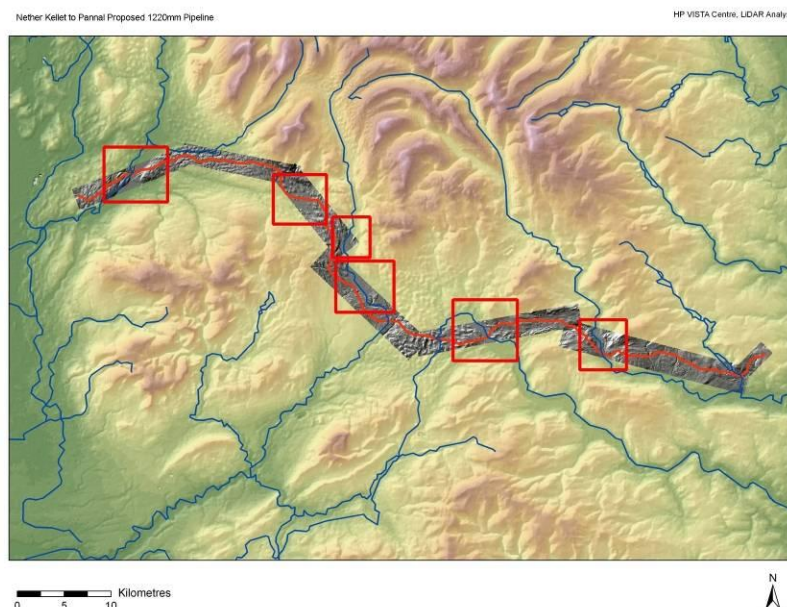 Nether Kellet to Pannal Proposed 1220mm Pipeline
HP VISTA Centre, LiDAR Analy
Kilometres
0 5 10
N